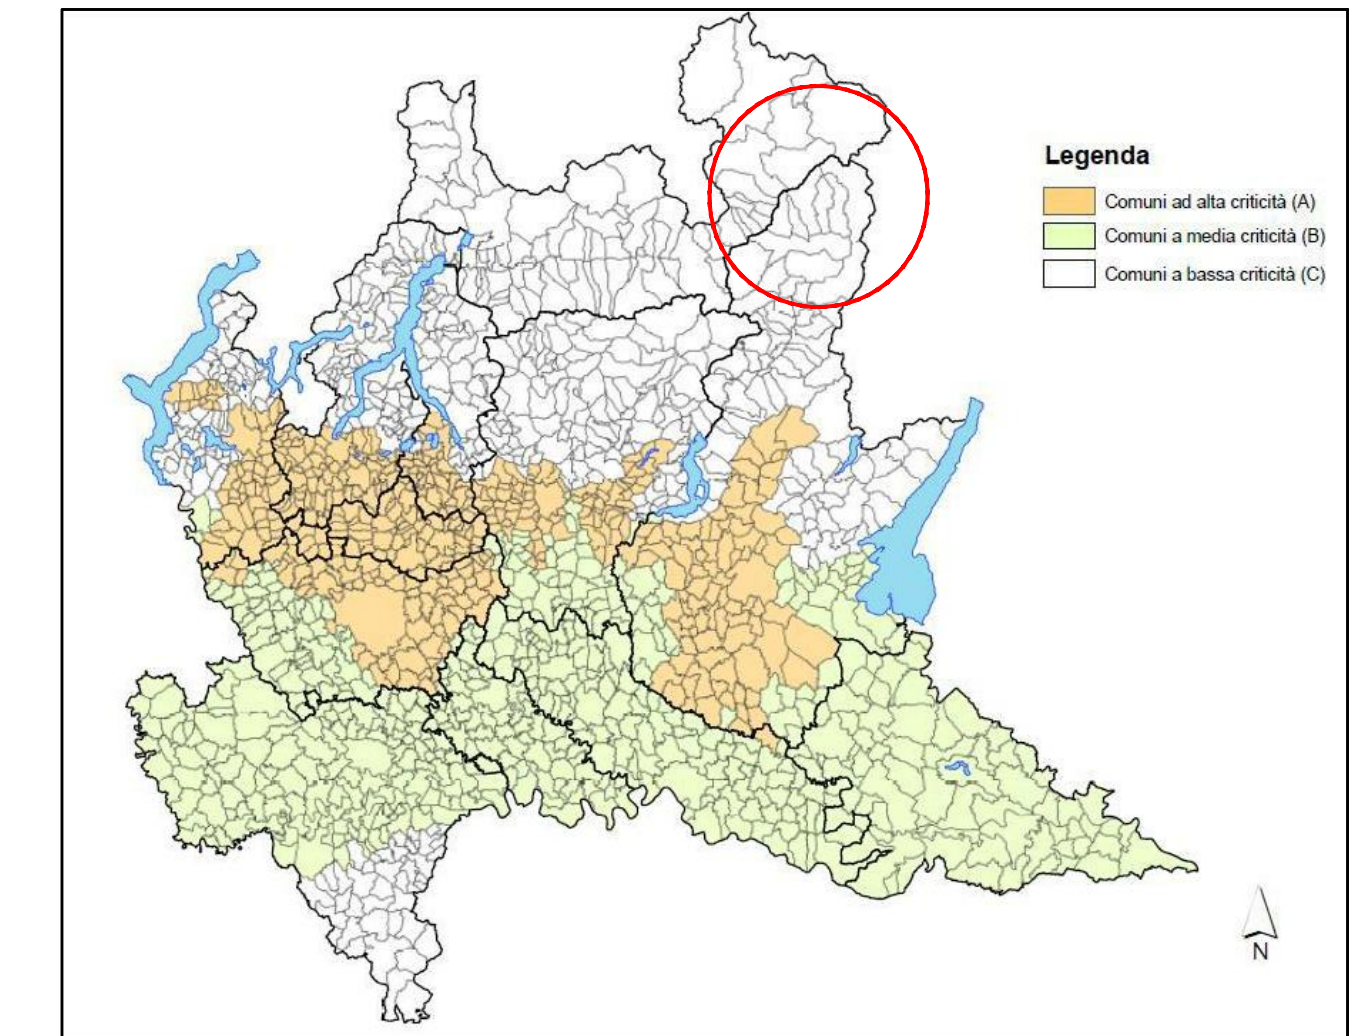 Legenda
Comuni ad alta criticità (A)
Comuni a media criticità (B)
Comuni a bassa criticità (C)
N